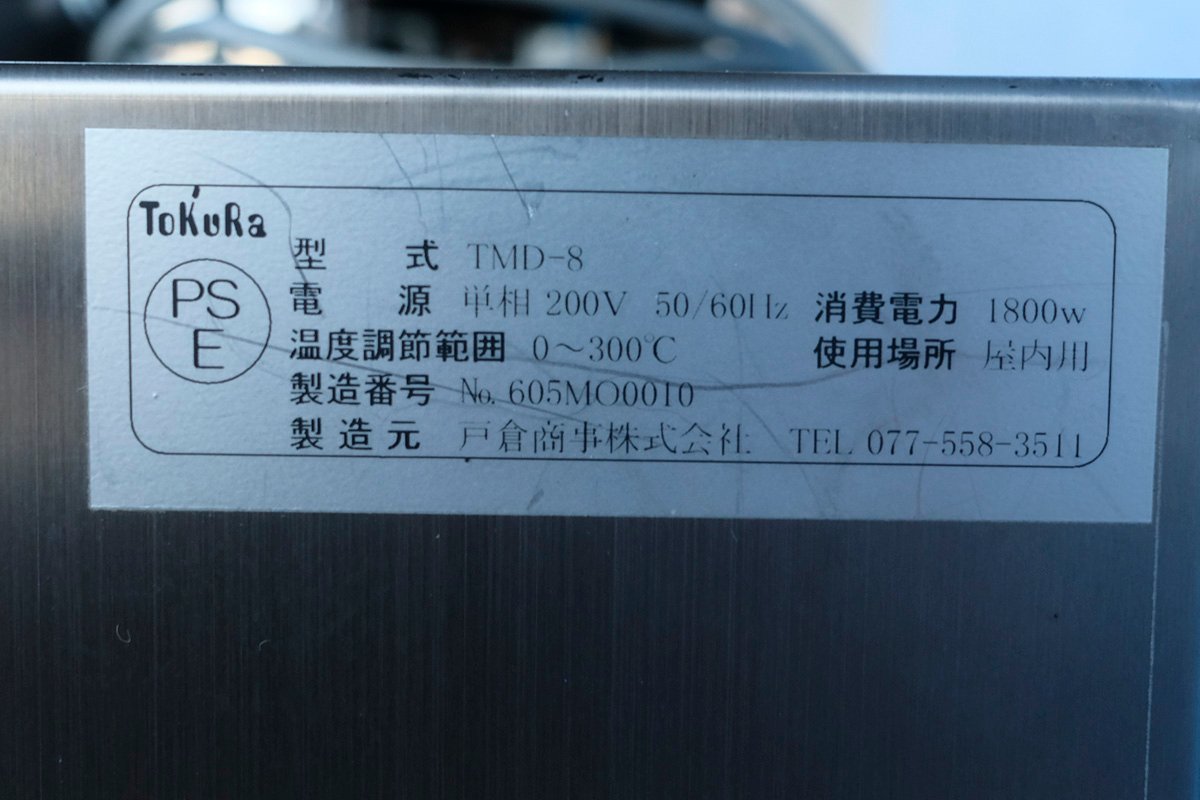 ToKuRa
PS
E
型 式 TMD-8
電 源 単相 200V 50/60Hz 消費電力 1800w
温度調節範囲 0～300℃ 使用場所 屋内用
製造番号 No. 605MO0010
製造元 戸倉商事株式会社 TEL 077-558-3511